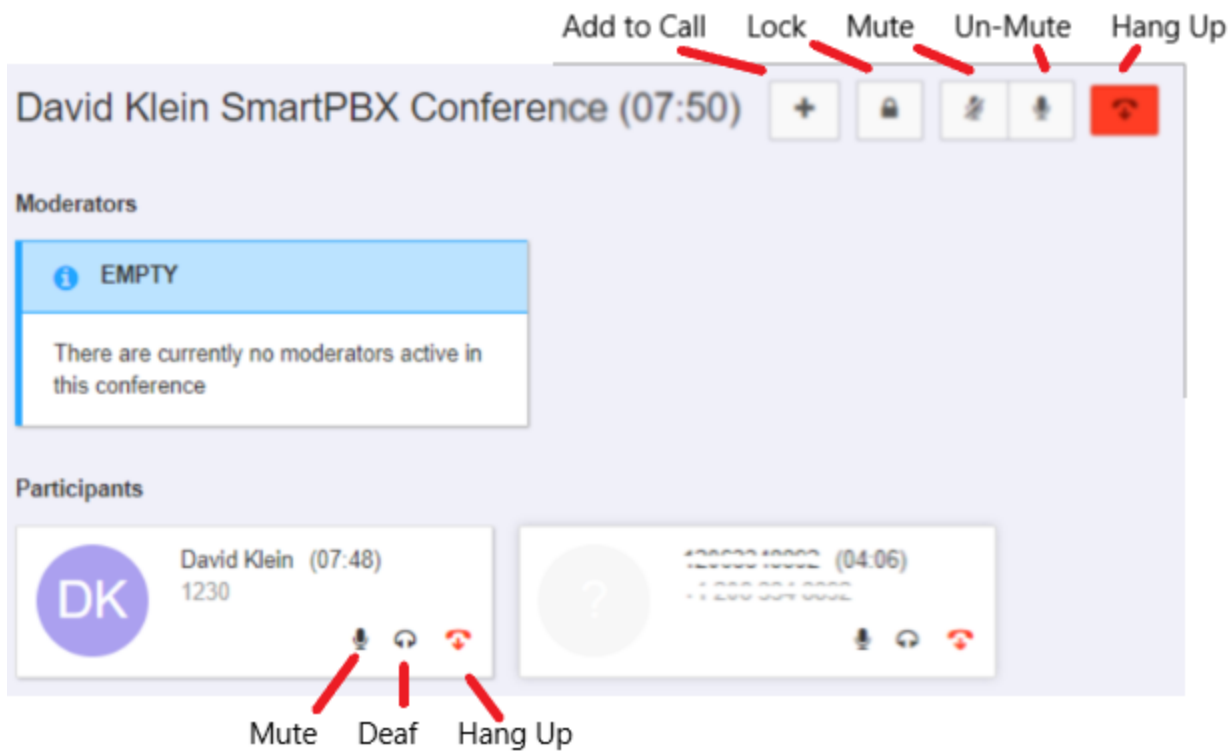 Add to Call Lock Mute Un-Mute Hang Up
David Klein SmartPBX Conference (07:50)
Moderators
EMPTY
There are currently no moderators active in
this conference
Participants
DK
David Klein (07:48)
1230
?
(04:06)
Mute Deaf Hang Up